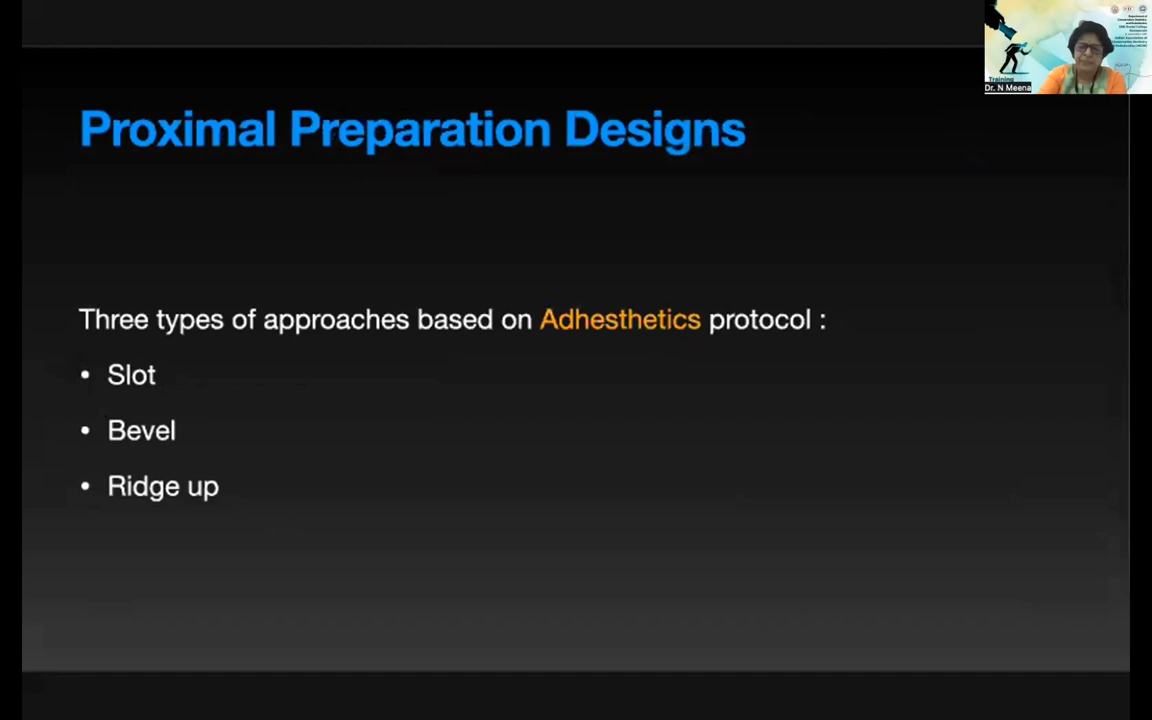 Training
Dr. N Meena
Proximal Preparation Designs
Three types of approaches based on Adhesthetics protocol :
• Slot
• Bevel
• Ridge up